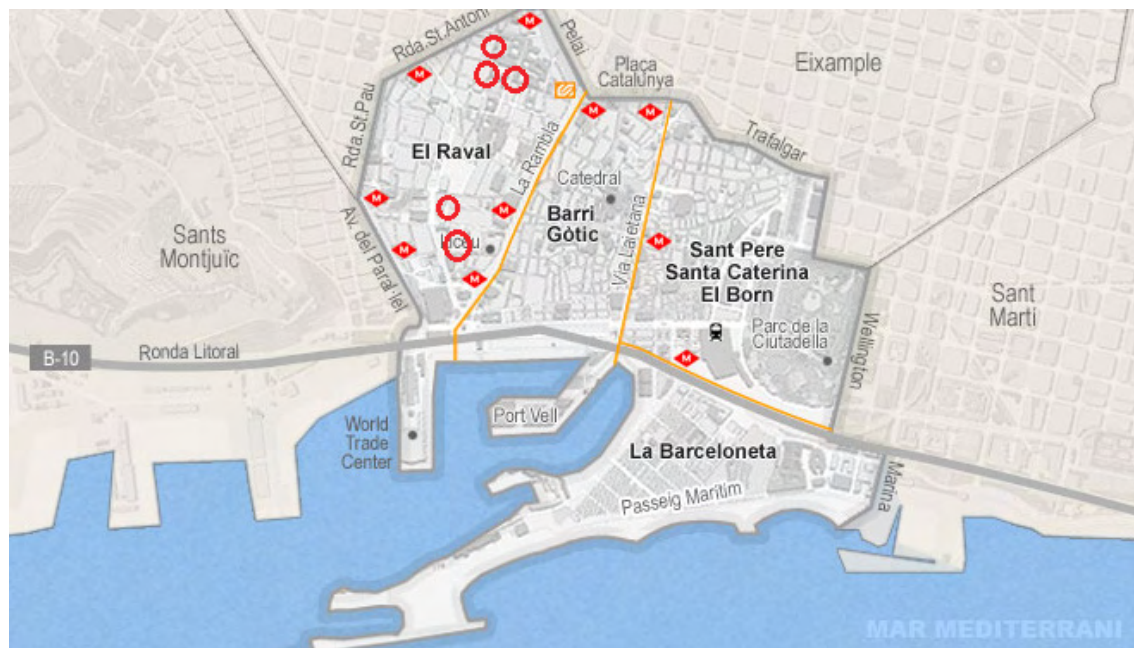 Rda.St.Antoni
Pelai
Plaça
Catalunya
Eixample
Rda.St.Pau
Trafalgar
El Raval
La Rambla
Catedral
Sants
Montjuïc
Av. del Paral·lel
liceu
Barri
Gòtic
Via Laietana
Sant Pere
Santa Caterina
El Born
Sant
Martí
Parc de la
Ciutadella
Wellington
B-10
Ronda Litoral
World
Trade
Center
Port Vell
La Barceloneta
Passeig Marítim
Marina
MAR MEDITERRANI
M
M
M
M
M
M
M
M
M
M